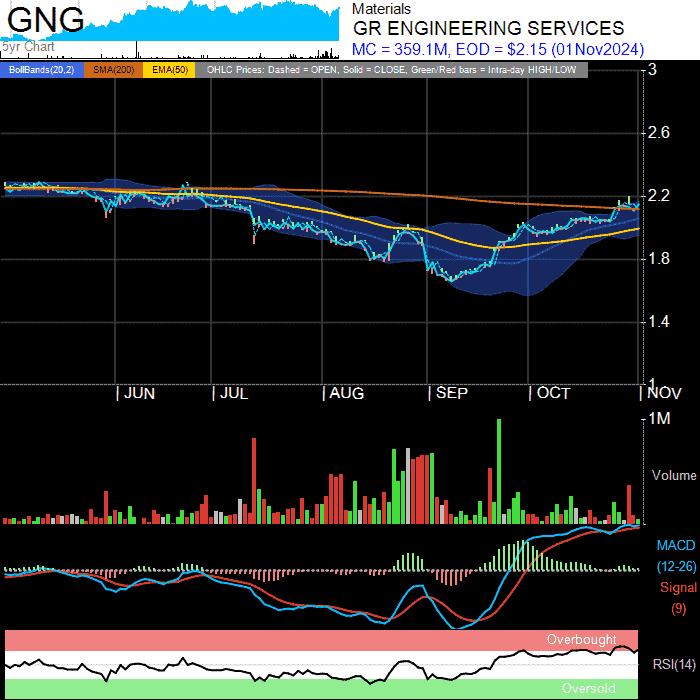 GNG
5yr Chart
Materials
GR ENGINEERING SERVICES
MC = 359.1M, EOD = $2.15 (01Nov2024)
BollBands(20,2) SMA(200) EMA(50) OHLC Prices: Dashed = OPEN, Solid = CLOSE, Green/Red bars = Intra-day HIGH/LOW
3
2.6
2.2
1.8
1.4
1
JUN JUL AUG SEP OCT NOV
1M
Volume
MACD
(12-26)
Signal
(9)
Overbought
RSI(14)
Oversold